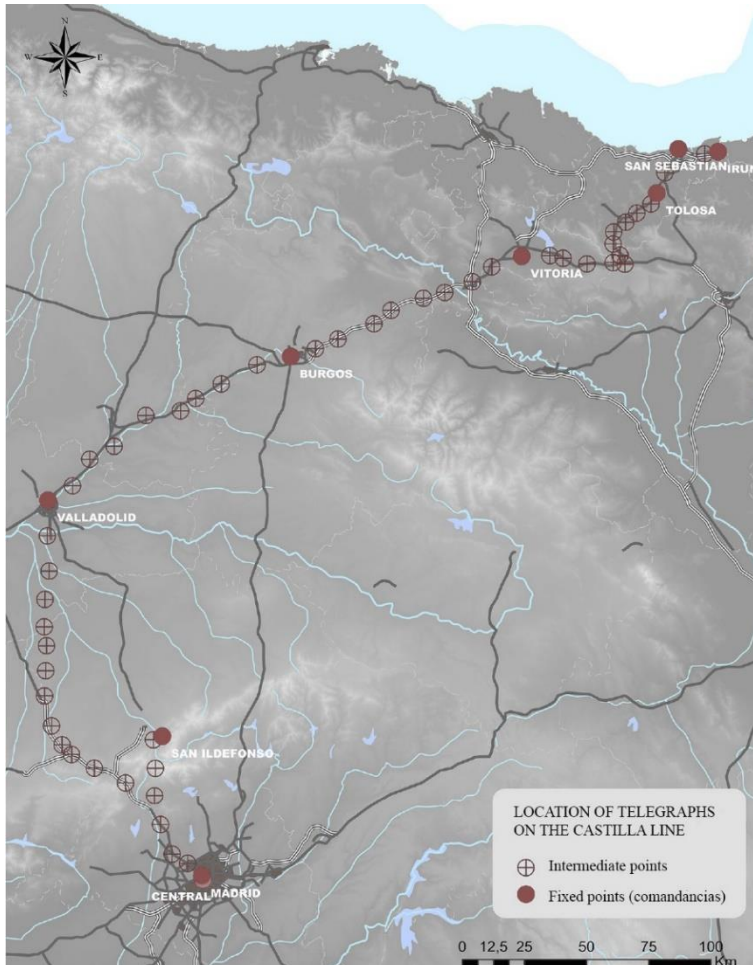 N
W E
S
SAN SEBASTIAN
IRUN
TOLOSA
VITORIA
BURGOS
VALLADOLID
SAN ILDEFONSO
CENTRAL MADRID
LOCATION OF TELEGRAPHS
ON THE CASTILLA LINE
Intermediate points
Fixed points (comandancias)
0 12,5 25 50 75 100
Km